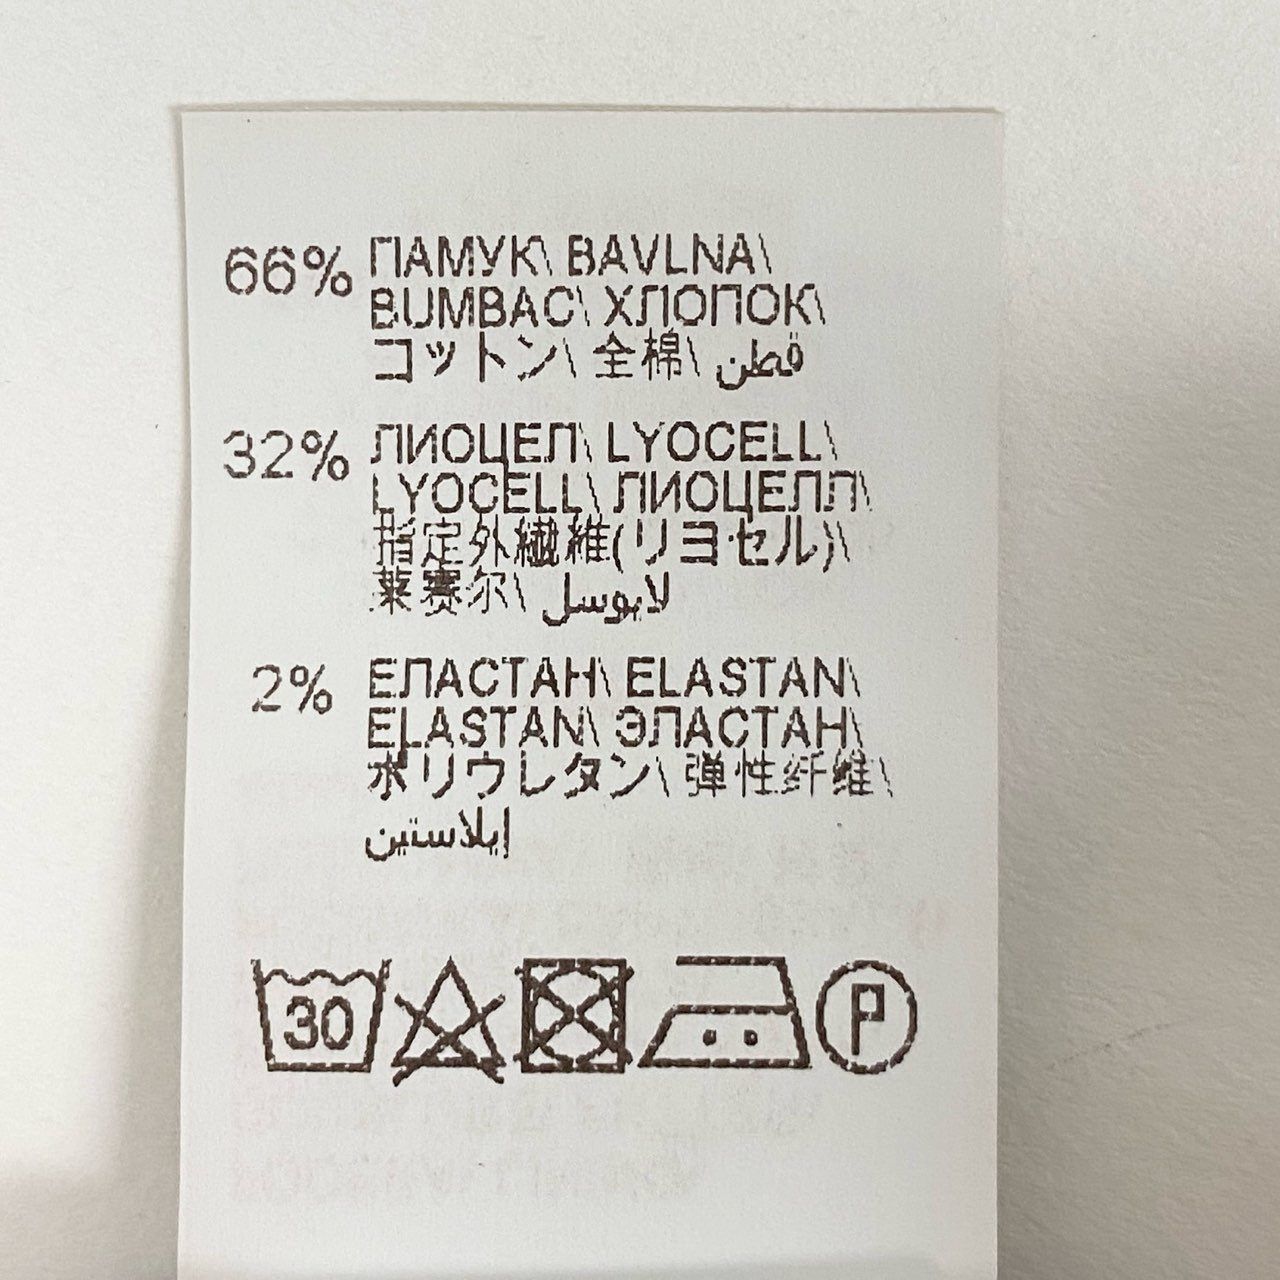 66% ПАМУК\ BAVLNA\
BUMBAC\ ХЛОПОК\
コットン\ 全棉\ قطن
32% ЛИОЦЕЛ\ LYOCELL\
LYOCELL\ ЛИОЦЕЛЛ\
指定外繊維(リヨセル)\
莱赛尔\ لايوسل
2% ЕЛАСТАН\ ELASTAN\
ELASTAN\ ЭЛАСТАН\
ポリウレタン\ 弹性纤维\
إيلاستين
30 P